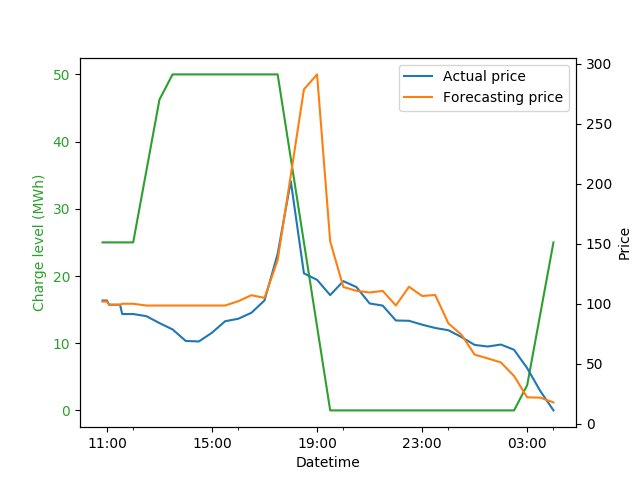 Actual price
Forecasting price
Charge level (MWh)
50
40
30
20
10
0
Price
300
250
200
150
100
50
0
11:00 15:00 19:00 23:00 03:00
Datetime